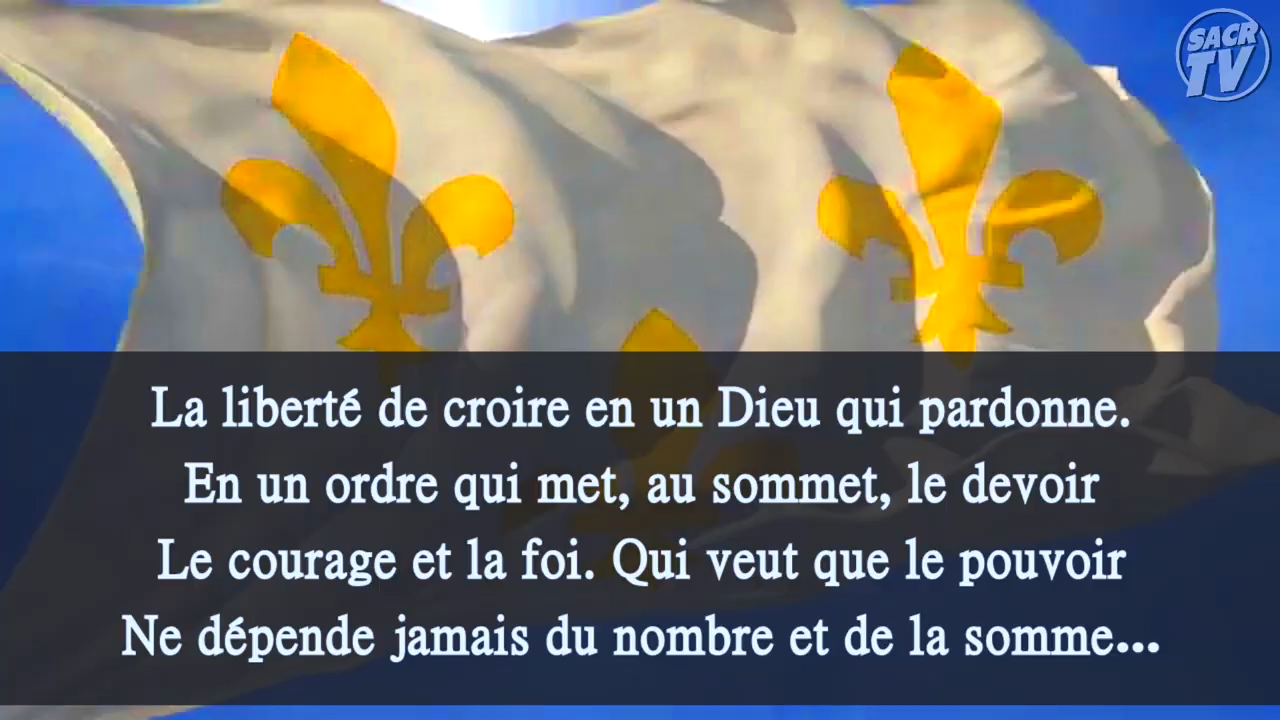 SACR
TV
La liberté de croire en un Dieu qui pardonne.
En un ordre qui met, au sommet, le devoir
Le courage et la foi. Qui veut que le pouvoir
Ne dépende jamais du nombre et de la somme...